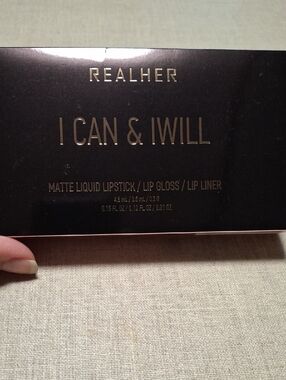 REALHER
I CAN & IWILL
MATTE LIQUID LIPSTICK / LIP GLOSS / LIP LINER